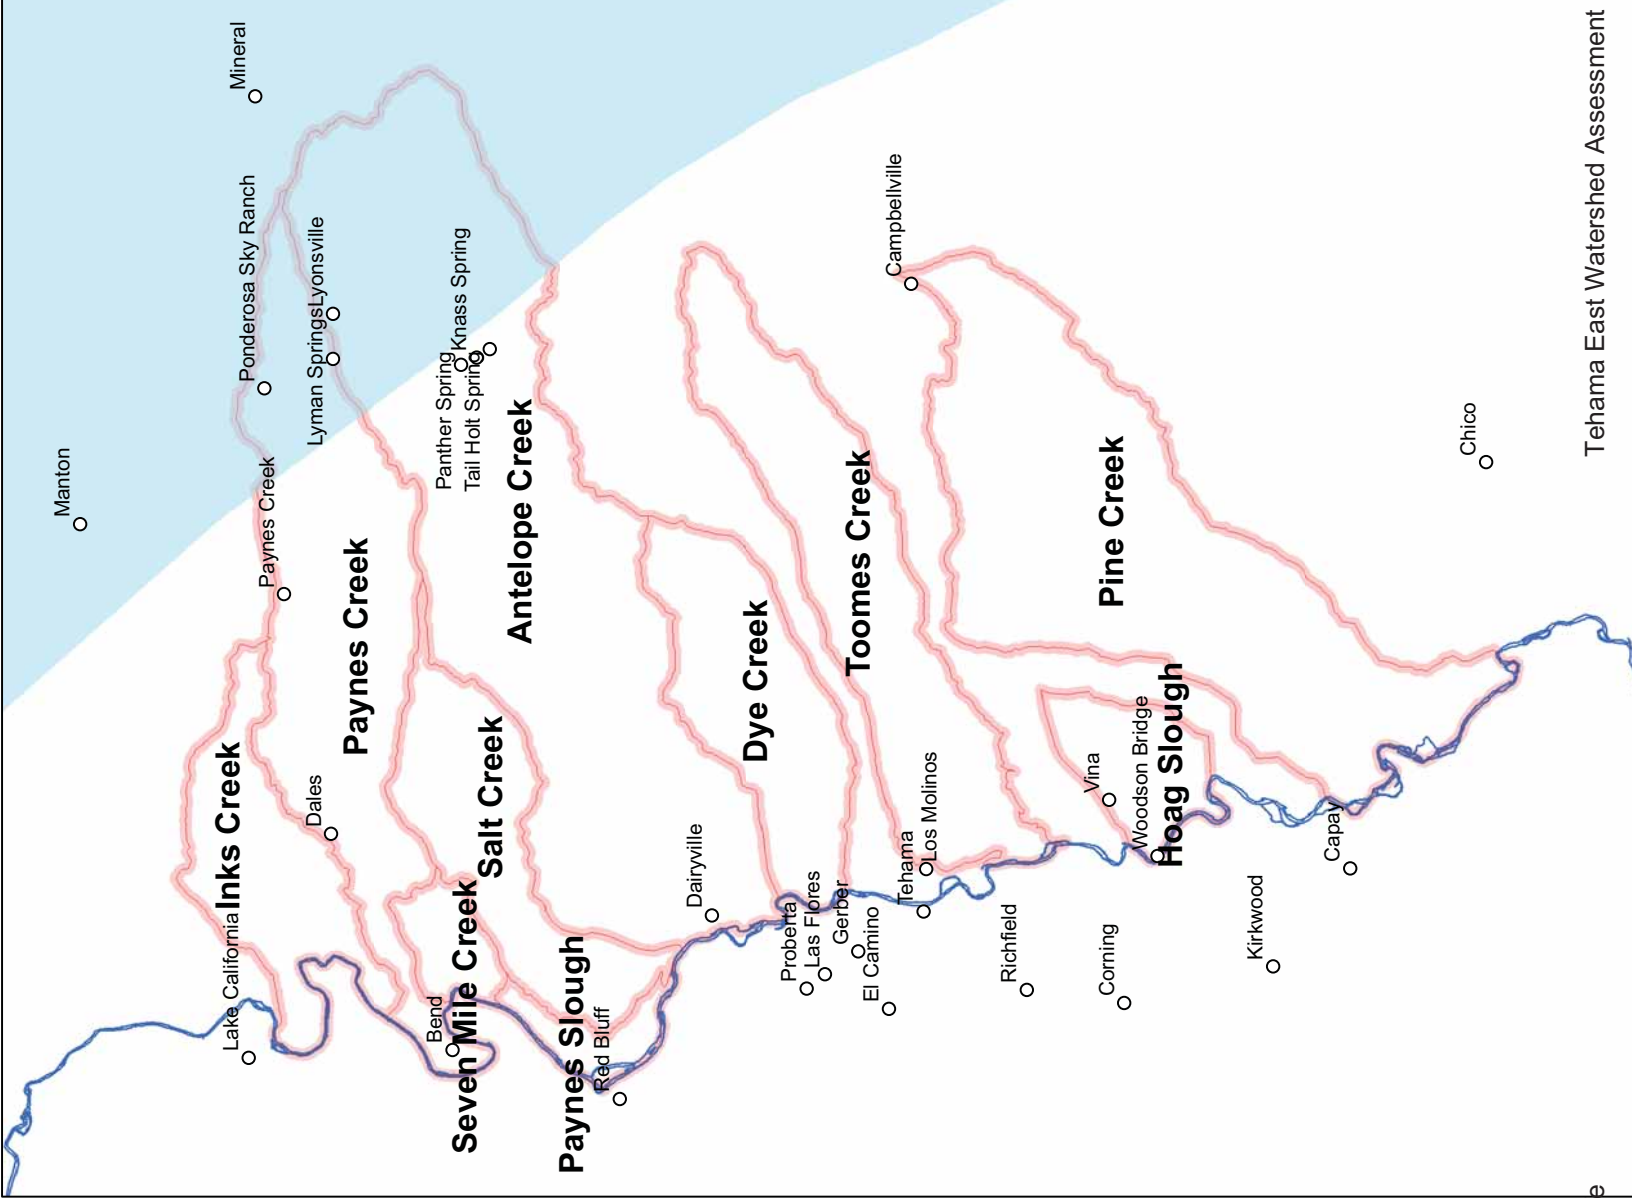 Mineral
Manton
Ponderosa Sky Ranch
Lyonsville
Lyman Springs
Paynes Creek
Knass Spring
Panther Spring
Tail Holt Spring
Campbellville
Chico
Paynes Creek
Antelope Creek
Toomes Creek
Pine Creek
Inks Creek
Dales
Salt Creek
Dye Creek
Hoag Slough
Woodson Bridge
Vina
Lake California
Bend
Seven Mile Creek
Paynes Slough
Red Bluff
Dairyville
Proberta
Las Flores
Gerber
El Camino
Tehama
Los Molinos
Richfield
Corning
Kirkwood
Capay
Tehama East Watershed Assessment
e